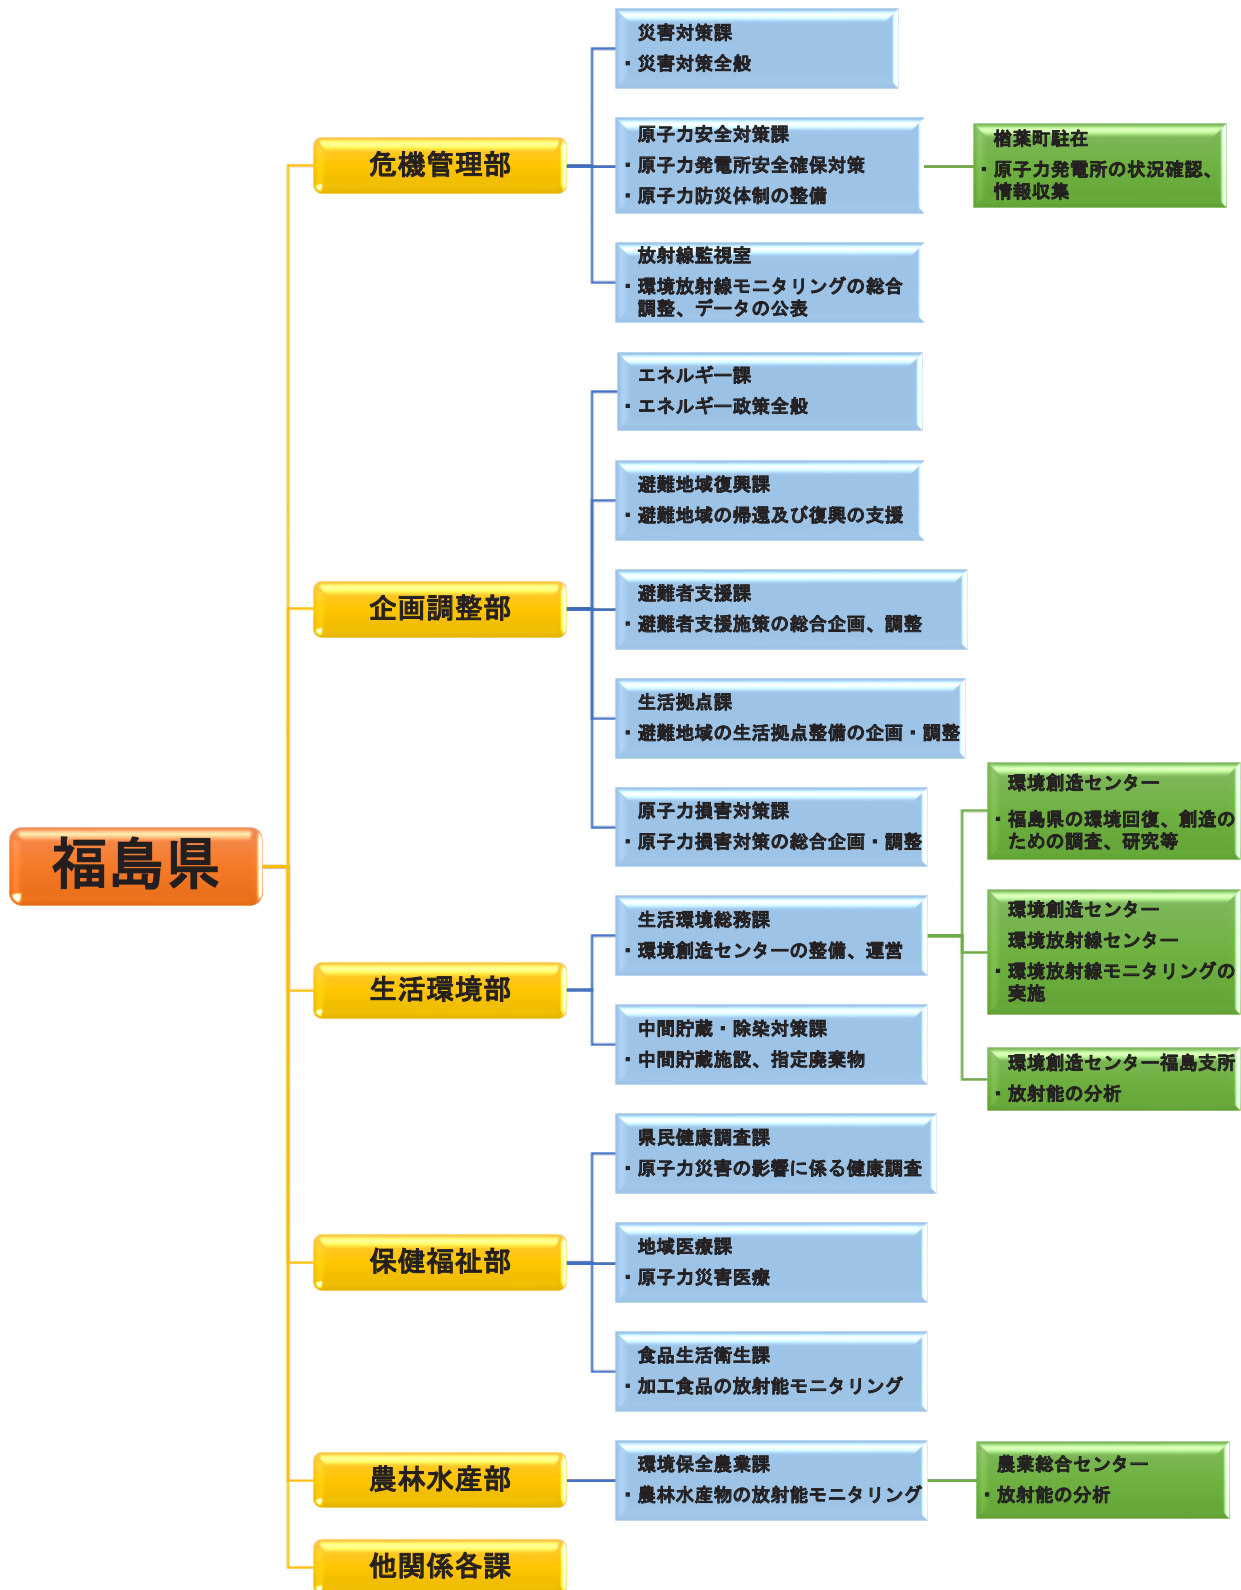 福島県
危機管理部
災害対策課
・災害対策全般
原子力安全対策課
・原子力発電所安全確保対策
・原子力防災体制の整備
楢葉町駐在
・原子力発電所の状況確認、
情報収集
放射線監視室
・環境放射線モニタリングの総合
調整、データの公表
企画調整部
エネルギー課
・エネルギー政策全般
避難地域復興課
・避難地域の帰還及び復興の支援
避難者支援課
・避難者支援施策の総合企画、調整
生活拠点課
・避難地域の生活拠点整備の企画・調整
原子力損害対策課
・原子力損害対策の総合企画・調整
生活環境部
生活環境総務課
・環境創造センターの整備、運営
環境創造センター
・福島県の環境回復、創造の
ための調査、研究等
環境創造センター
環境放射線センター
・環境放射線モニタリングの
実施
環境創造センター福島支所
・放射能の分析
中間貯蔵・除染対策課
・中間貯蔵施設、指定廃棄物
保健福祉部
県民健康調査課
・原子力災害の影響に係る健康調査
地域医療課
・原子力災害医療
食品生活衛生課
・加工食品の放射能モニタリング
農林水産部
環境保全農業課
・農林水産物の放射能モニタリング
農業総合センター
・放射能の分析
他関係各課